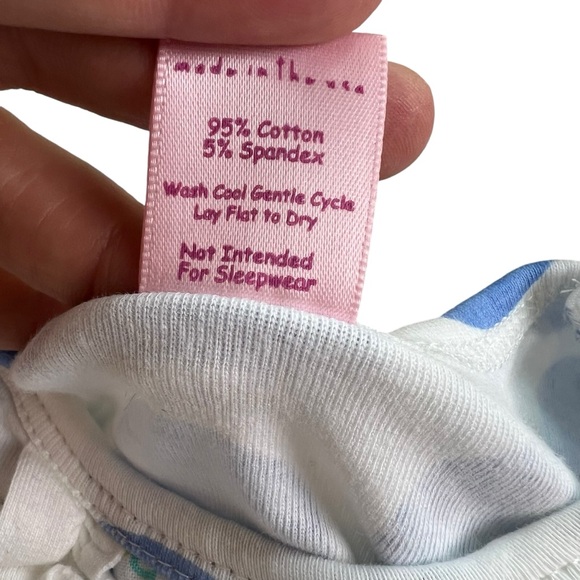 made in the usa
95% Cotton
5% Spandex
Wash Cool Gentle Cycle
Lay Flat to Dry
Not Intended
For Sleepwear